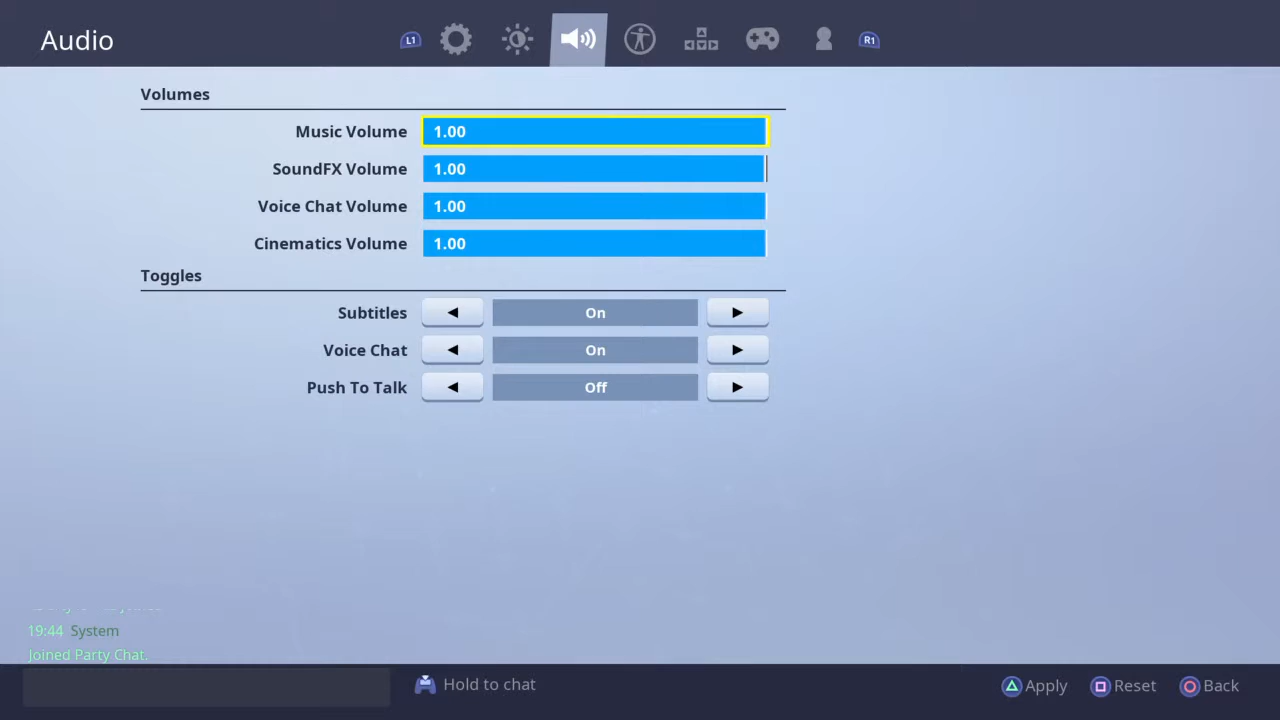 Audio
L1
R1
Volumes
Music Volume 1.00
SoundFX Volume 1.00
Voice Chat Volume 1.00
Cinematics Volume 1.00
Toggles
Subtitles On
Voice Chat On
Push To Talk Off
19:44 System
Joined Party Chat.
Hold to chat
Apply Reset Back